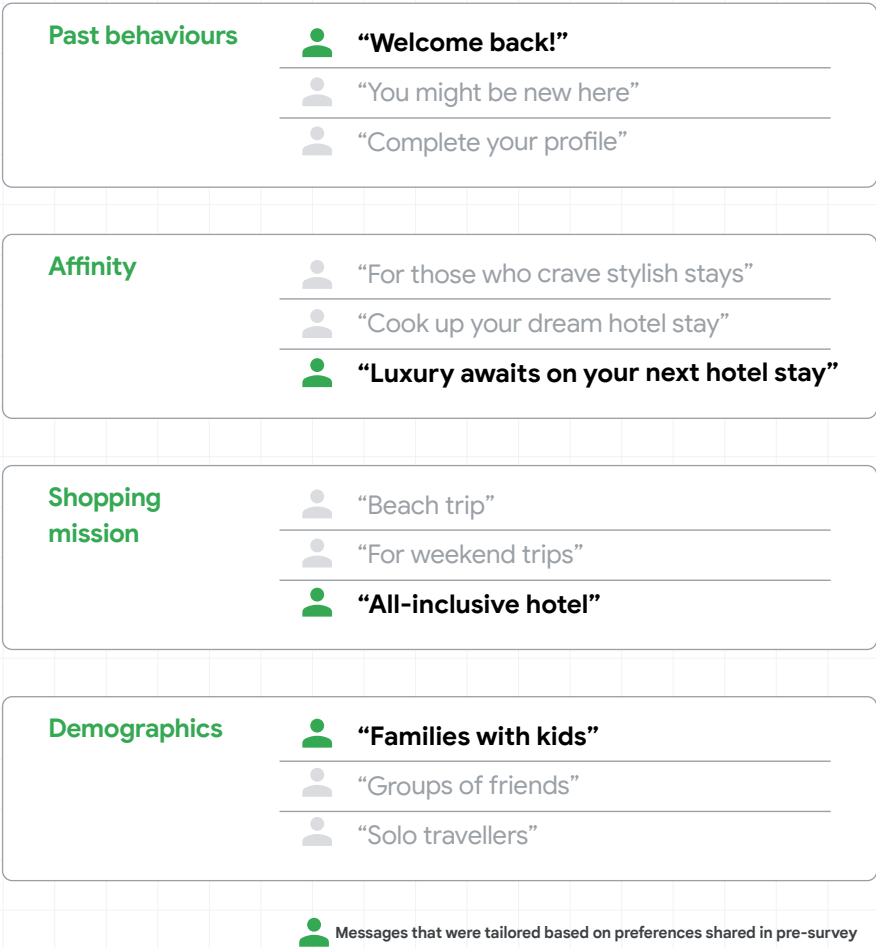 Past behaviours
“Welcome back!”
“You might be new here”
“Complete your profile”
Affinity
“For those who crave stylish stays”
“Cook up your dream hotel stay”
“Luxury awaits on your next hotel stay”
Shopping
mission
“Beach trip”
“For weekend trips”
“All-inclusive hotel”
Demographics
“Families with kids”
“Groups of friends”
“Solo travellers”
Messages that were tailored based on preferences shared in pre-survey